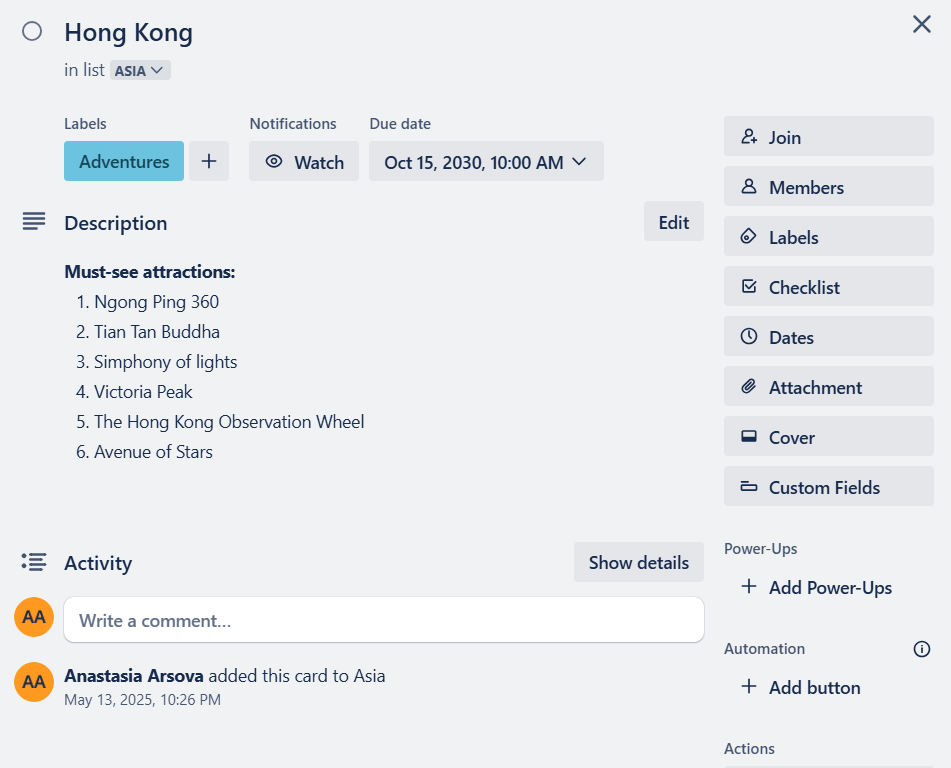 Hong Kong
in list ASIA
Labels
Notifications
Due date
Adventures
Watch
Oct 15, 2030, 10:00 AM
Description
Edit
Must-see attractions:
1. Ngong Ping 360
2. Tian Tan Buddha
3. Simphony of lights
4. Victoria Peak
5. The Hong Kong Observation Wheel
6. Avenue of Stars
Activity
Show details
AA
Write a comment...
AA
Anastasia Arsova added this card to Asia
May 13, 2025, 10:26 PM
Join
Members
Labels
Checklist
Dates
Attachment
Cover
Custom Fields
Power-Ups
Add Power-Ups
Automation
Add button
Actions